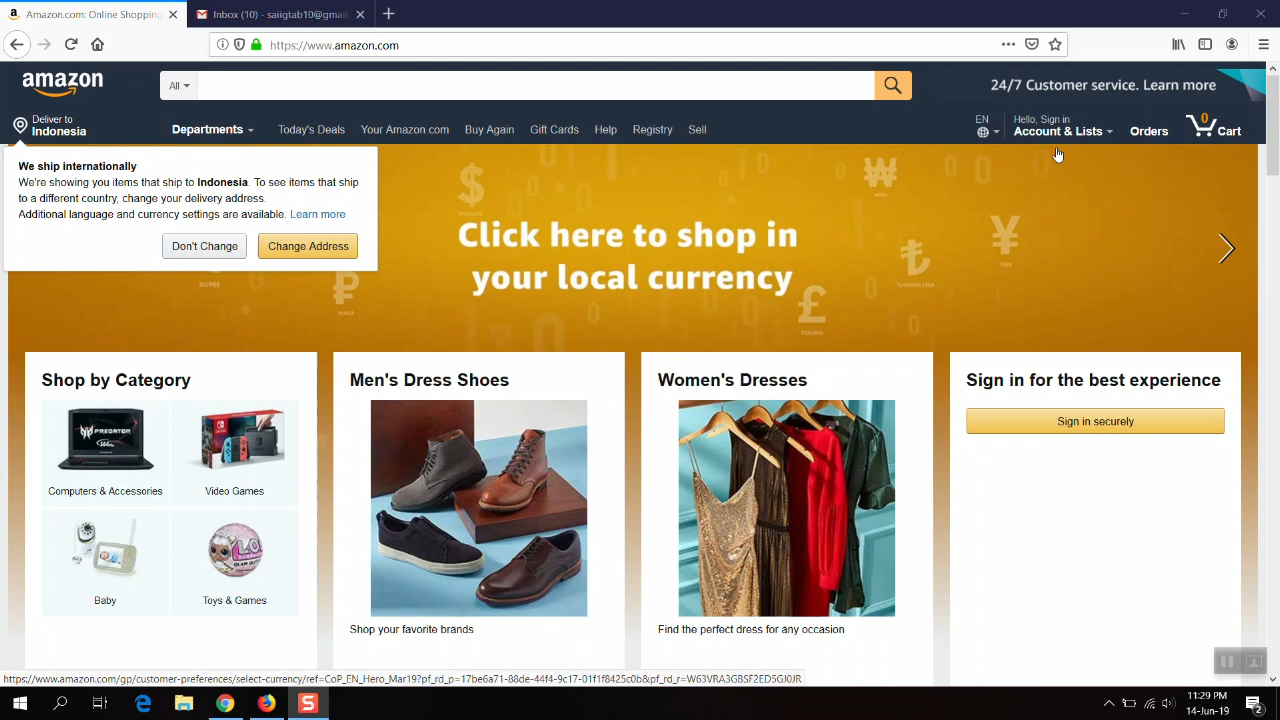 Amazon.com: Online Shopping
Inbox (10) - saiigtab10@gmail
https://www.amazon.com
amazon
All
24/7 Customer service. Learn more
Deliver to
Indonesia
Departments
Today's Deals
Your Amazon.com
Buy Again
Gift Cards
Help
Registry
Sell
EN
Hello, Sign in
Account & Lists
Orders
0
Cart
We ship internationally
We're showing you items that ship to Indonesia. To see items that ship
to a different country, change your delivery address.
Additional language and currency settings are available. Learn more
Don't Change
Change Address
Click here to shop in
your local currency
TURKISH LIRA
POUND
Shop by Category
PREDATOR
Computers & Accessories
Video Games
Baby
L.O.L.
Toys & Games
Men's Dress Shoes
Shop your favorite brands
Women's Dresses
Find the perfect dress for any occasion
Sign in for the best experience
Sign in securely
https://www.amazon.com/gp/customer-preferences/select-currency/ref=CoP_EN_Hero_Mar19?pf_rd_p=17be6a71-88de-44f4-9c17-01f1f8425c0b&pf_rd_r=W63VRA3GBSF2ED5GJ0JR
11:29 PM
14-Jun-19
2